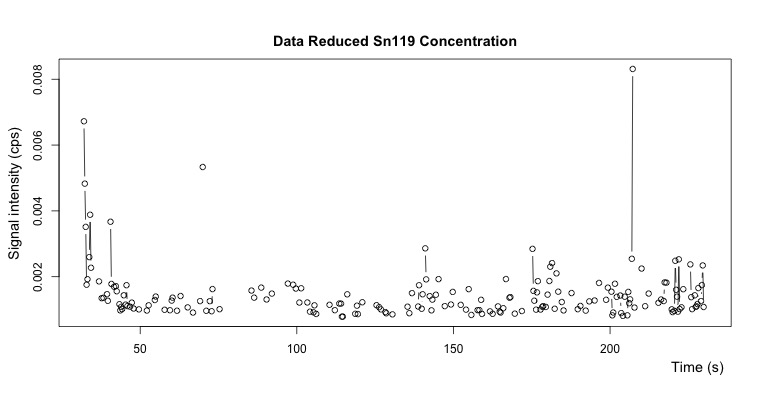 Data Reduced Sn119 Concentration
Signal intensity (cps)
0.008
0.006
0.004
0.002
50
100
150
200
Time (s)